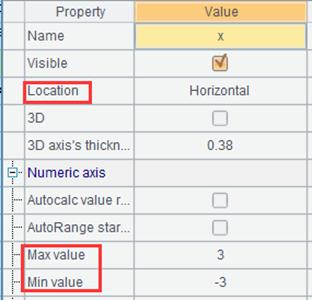 Property Value
Name x
Visible
Location Horizontal
3D
3D axis's thickn... 0.38
Numeric axis
Autocalc value r...
AutoRange star...
Max value 3
Min value -3